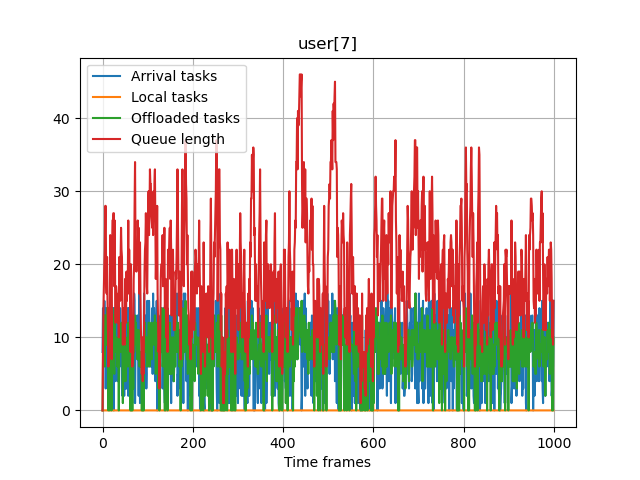 user[7]
Arrival tasks
Local tasks
Offloaded tasks
Queue length
40
30
20
10
0
0 200 400 600 800 1000
Time frames